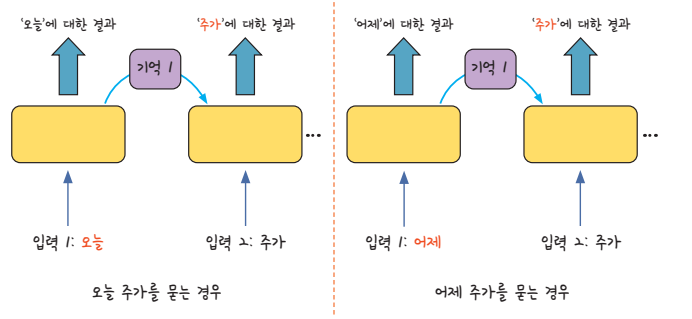 '오늘'에 대한 결과
'주가'에 대한 결과
기억 1
입력 1: 오늘
입력 2: 주가
...
오늘 주가를 묻는 경우
'어제'에 대한 결과
'주가'에 대한 결과
기억 1
입력 1: 어제
입력 2: 주가
...
어제 주가를 묻는 경우